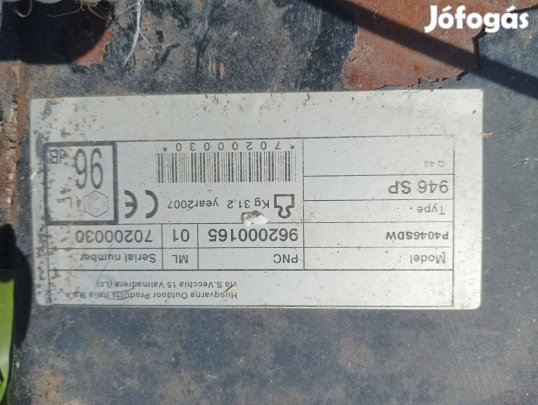 Jófogás
Husqvarna Outdoor Products Italia S.p.A
via S.Vecchia 15 Valmadrera (Lc)
Model PNC ML Serial number
P4046SDW 962000165 01 70200030
Type -
946 SP
Kg 31.2 year2007 CE
*70200030*
96
dB